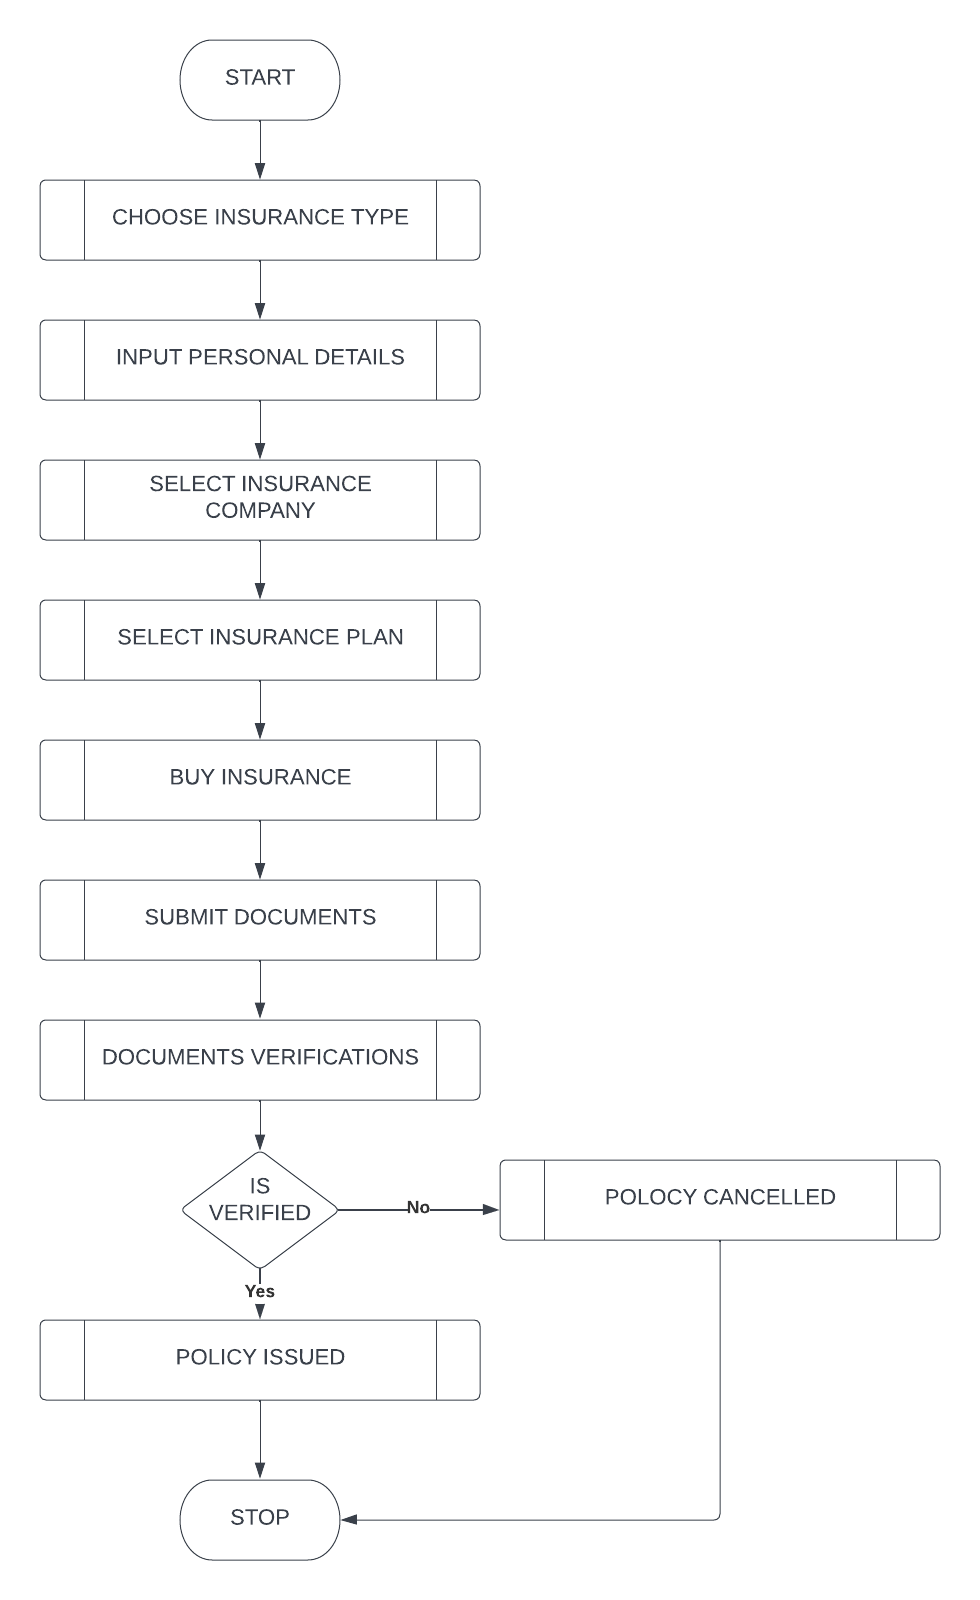 START
CHOOSE INSURANCE TYPE
INPUT PERSONAL DETAILS
SELECT INSURANCE
COMPANY
SELECT INSURANCE PLAN
BUY INSURANCE
SUBMIT DOCUMENTS
DOCUMENTS VERIFICATIONS
IS
VERIFIED
No
POLOCY CANCELLED
Yes
POLICY ISSUED
STOP